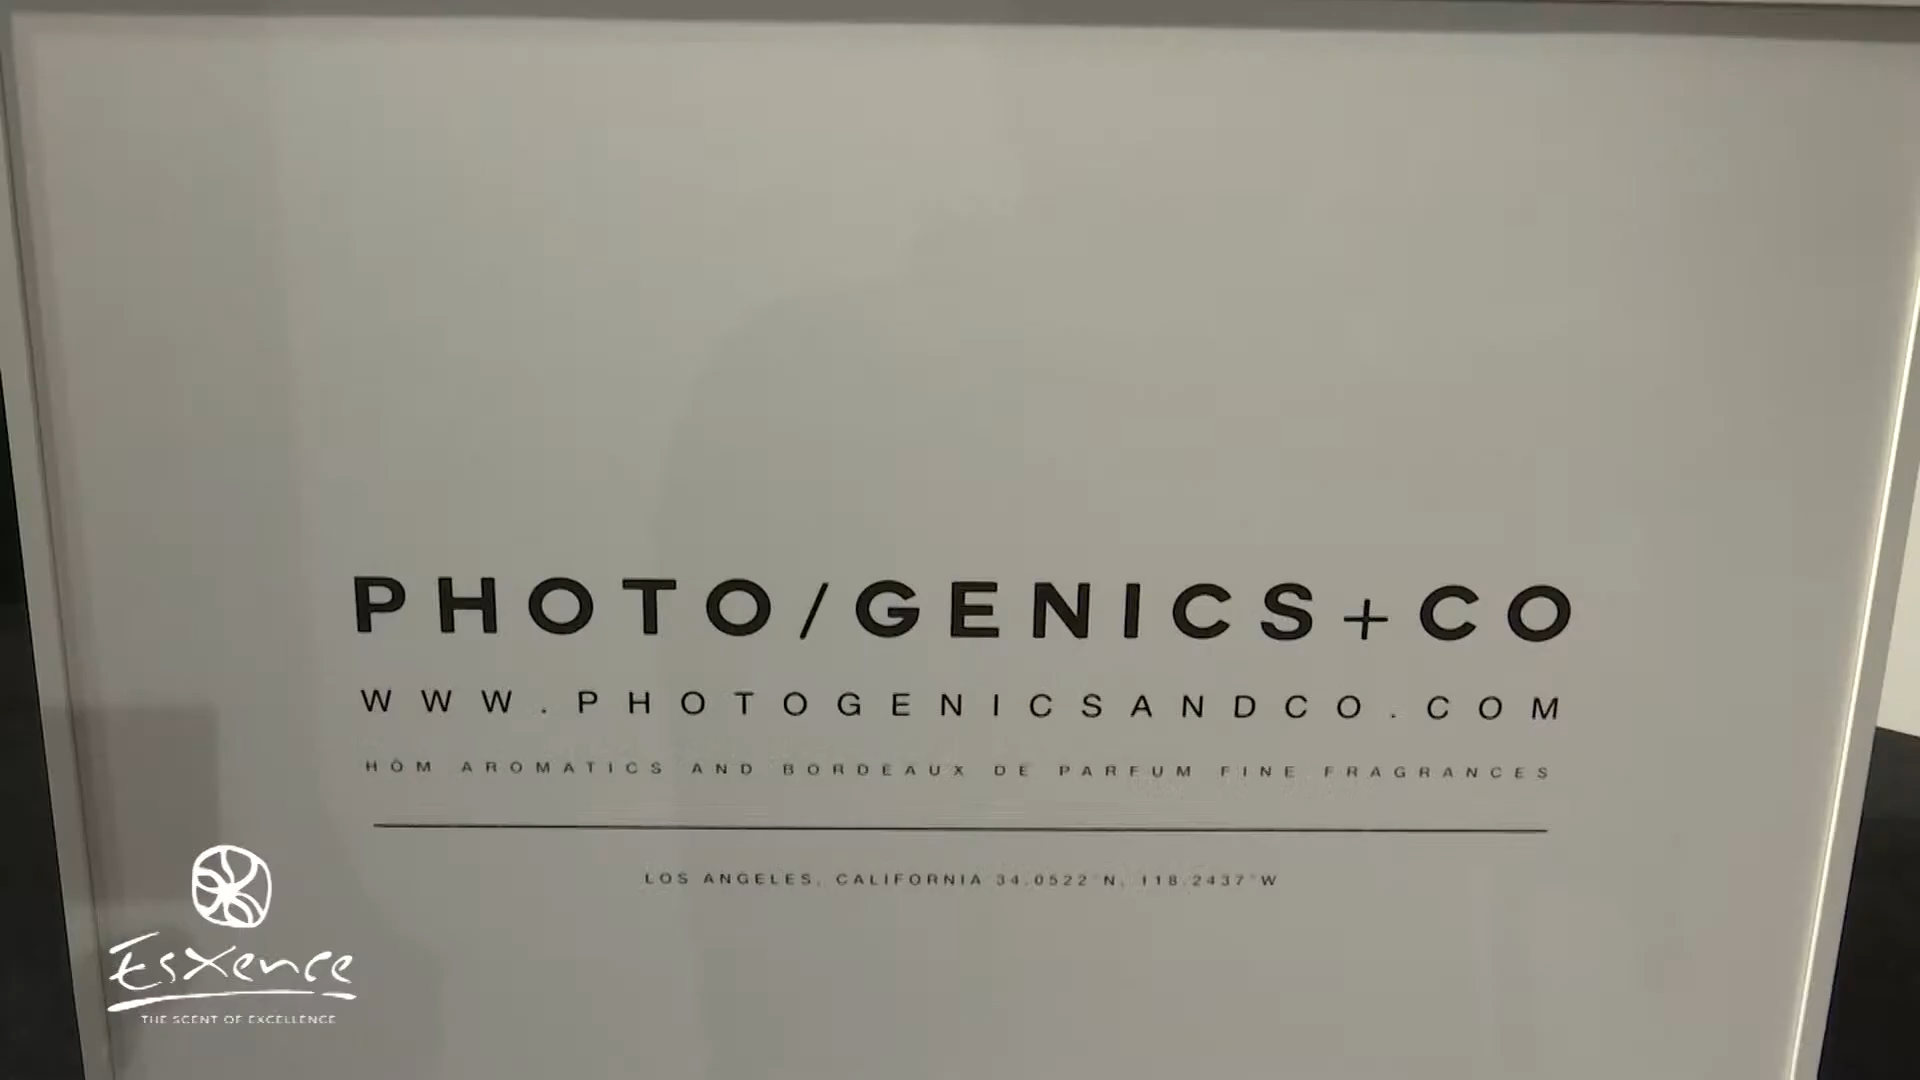 PHOTO/GENICS+CO
WWW.PHOTOGENICSANDCO.COM
HÔM AROMATICS AND BORDEAUX DE PARFUM FINE FRAGRANCES
LOS ANGELES, CALIFORNIA 34.0522°N, 118.2437°W
EsXence
THE SCENT OF EXCELLENCE